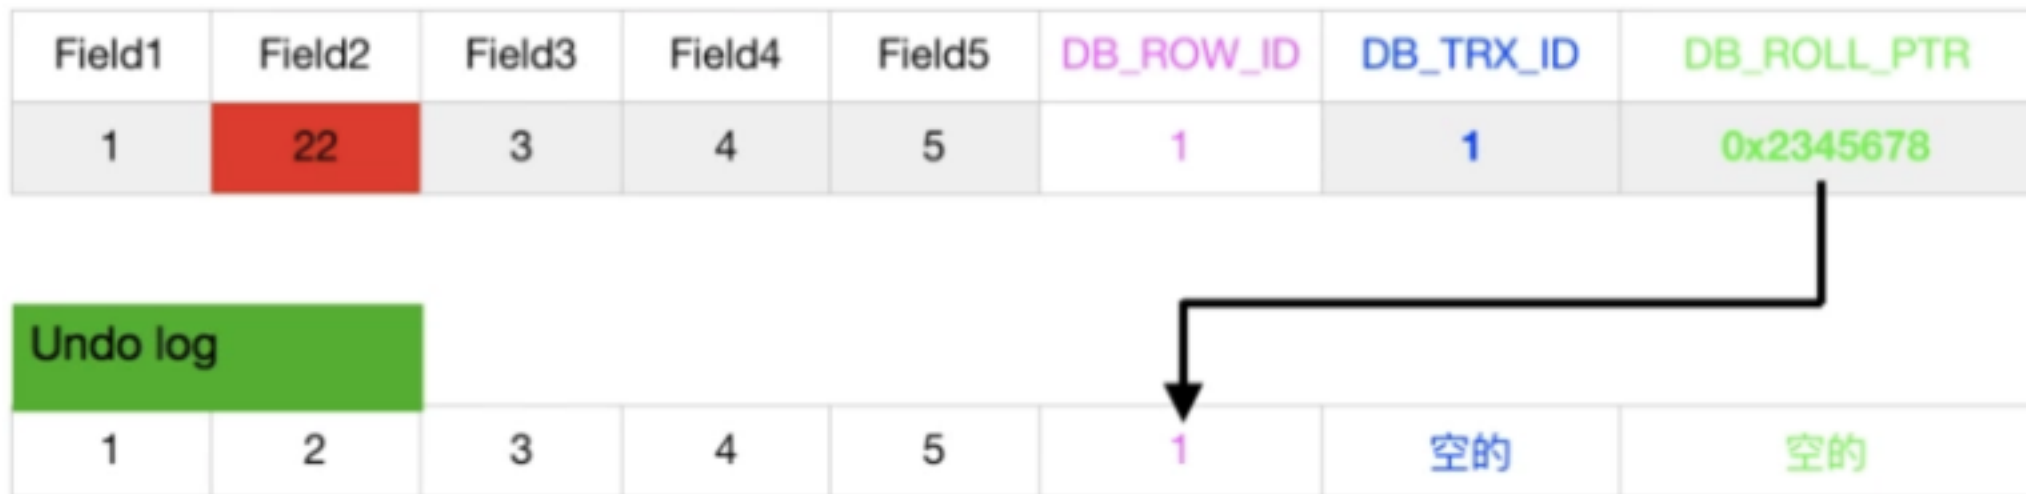 Field1 Field2 Field3 Field4 Field5 DB_ROW_ID DB_TRX_ID DB_ROLL_PTR
1 22 3 4 5 1 1 0x2345678
Undo log
1 2 3 4 5 1 空的 空的